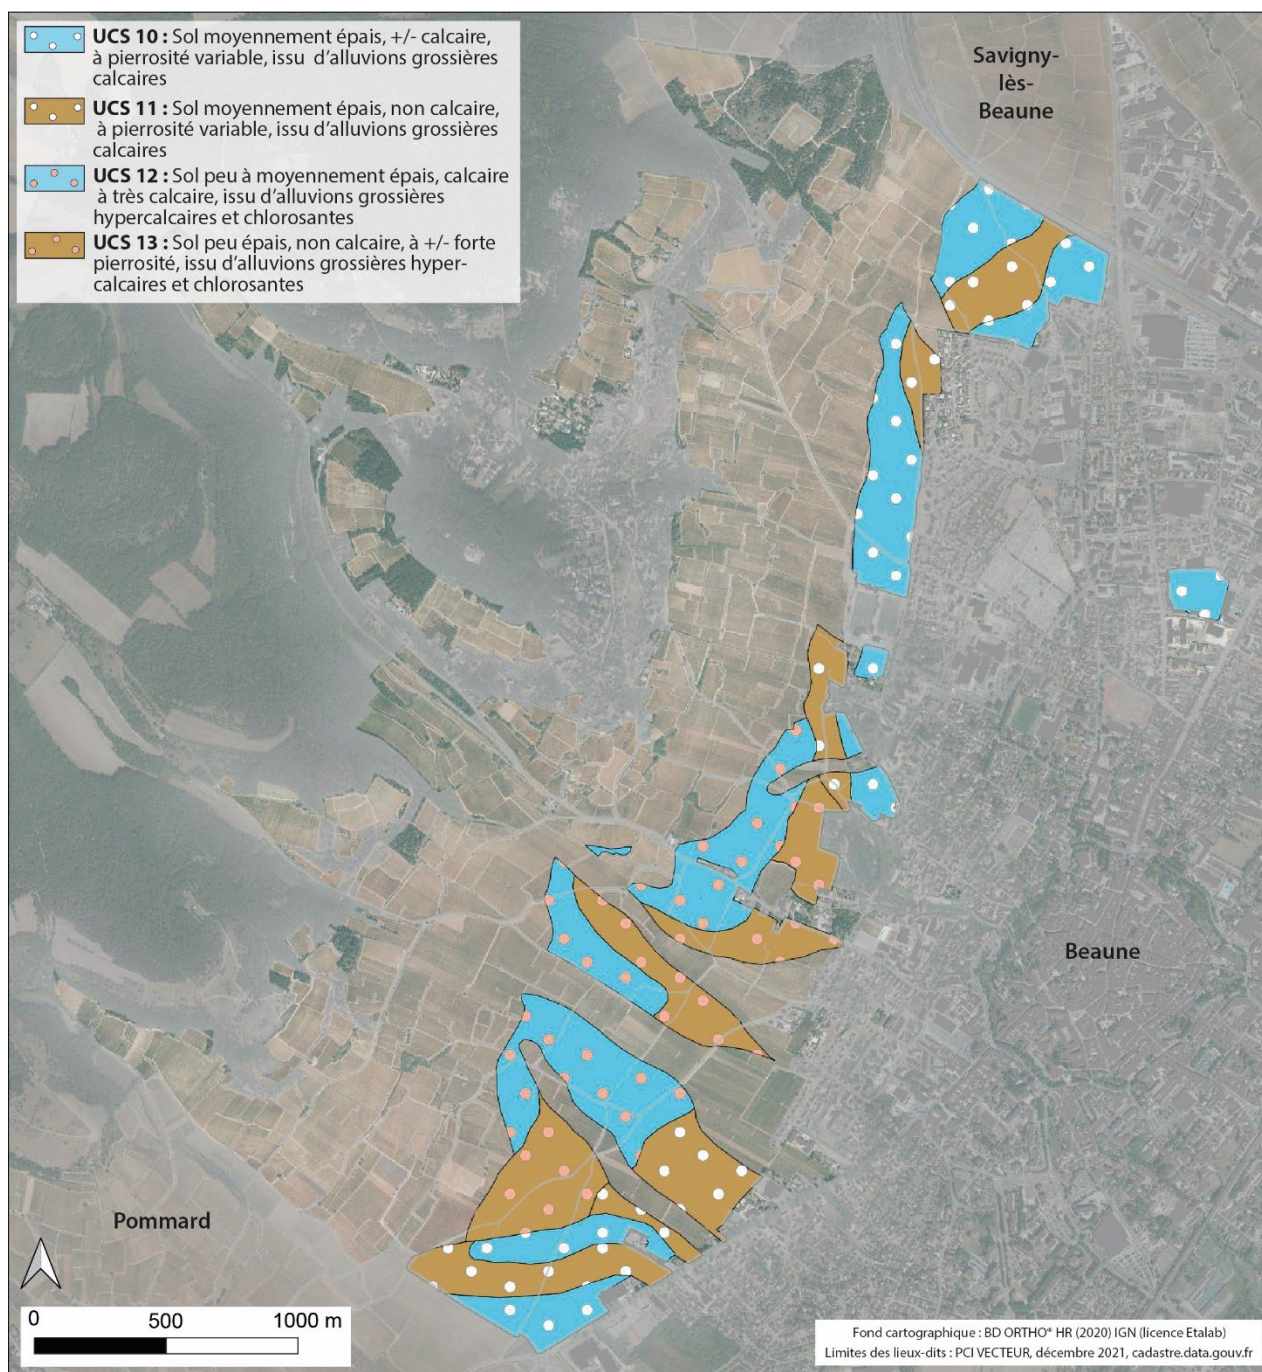 UCS 10 : Sol moyennement épais, +/- calcaire,
à pierrosité variable, issu d'alluvions grossières
calcaires
UCS 11 : Sol moyennement épais, non calcaire,
à pierrosité variable, issu d'alluvions grossières
calcaires
UCS 12 : Sol peu à moyennement épais, calcaire
à très calcaire, issu d'alluvions grossières
hypercalcaires et chlorosantes
UCS 13 : Sol peu épais, non calcaire, à +/- forte
pierrosité, issu d'alluvions grossières hyper-
calcaires et chlorosantes
Savigny-
lès-
Beaune
Beaune
Pommard
0 500 1000 m
Fond cartographique : BD ORTHO® HR (2020) IGN (licence Etalab)
Limites des lieux-dits : PCI VECTEUR, décembre 2021, cadastre.data.gouv.fr